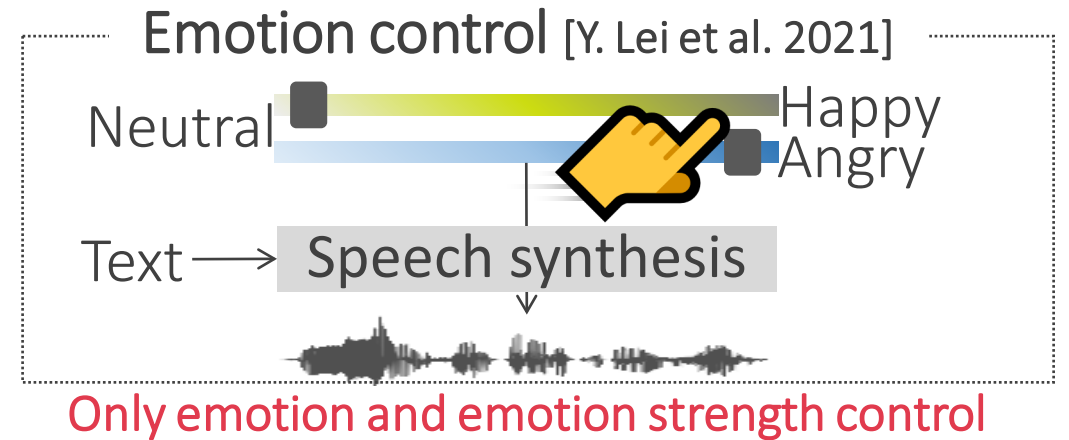 Emotion control [Y. Lei et al. 2021]
Neutral
Happy
Angry
Text
Speech synthesis
Only emotion and emotion strength control